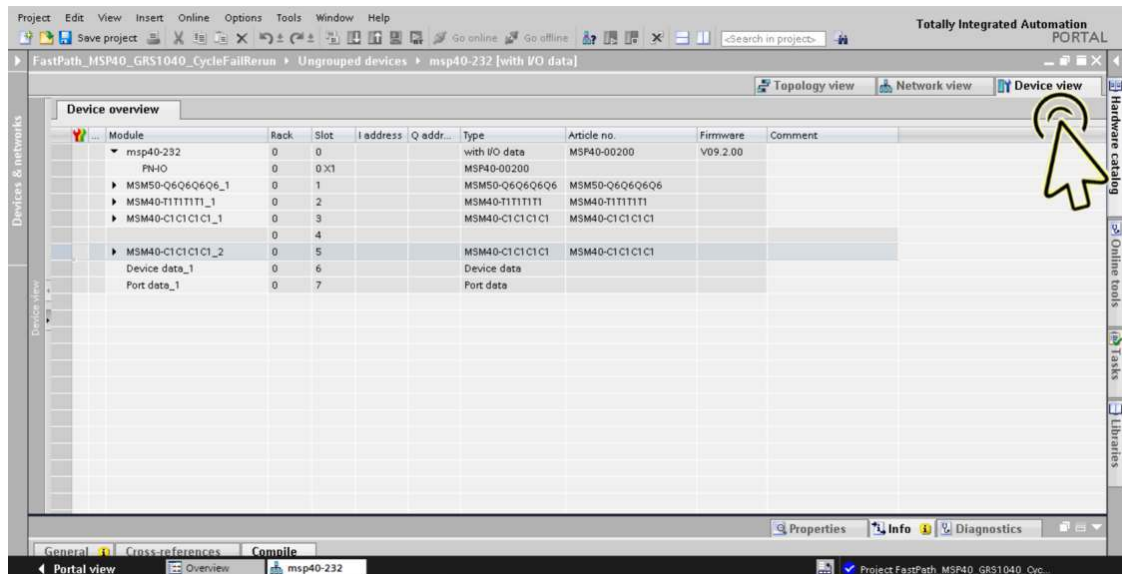 Project Edit View Insert Online Options Tools Window Help
Totally Integrated Automation
PORTAL
Save project Go online Go offline <Search in project>
FastPath_MSP40_GRS1040_CycleFailRerun Ungrouped devices msp40-232 [with I/O data]
Topology view Network view Device view
Device overview
... Module Rack Slot I address Q addr... Type Article no. Firmware Comment
msp40-232 0 0 with I/O data MSP40-00200 V09.2.00
PN-IO 0 0 X1 MSP40-00200
MSM50-Q6Q6Q6Q6_1 0 1 MSM50-Q6Q6Q6Q6 MSM50-Q6Q6Q6Q6
MSM40-T1T1T1T1_1 0 2 MSM40-T1T1T1T1 MSM40-T1T1T1T1
MSM40-C1C1C1C1_1 0 3 MSM40-C1C1C1C1 MSM40-C1C1C1C1
0 4
MSM40-C1C1C1C1_2 0 5 MSM40-C1C1C1C1 MSM40-C1C1C1C1
Device data_1 0 6 Device data
Port data_1 0 7 Port data
Devices & networks
Device view
Hardware catalog
Online tools
Tasks
Libraries
Properties Info Diagnostics
General Cross-references Compile
Portal view Overview msp40-232 Project FastPath_MSP40_GRS1040_Cyc...